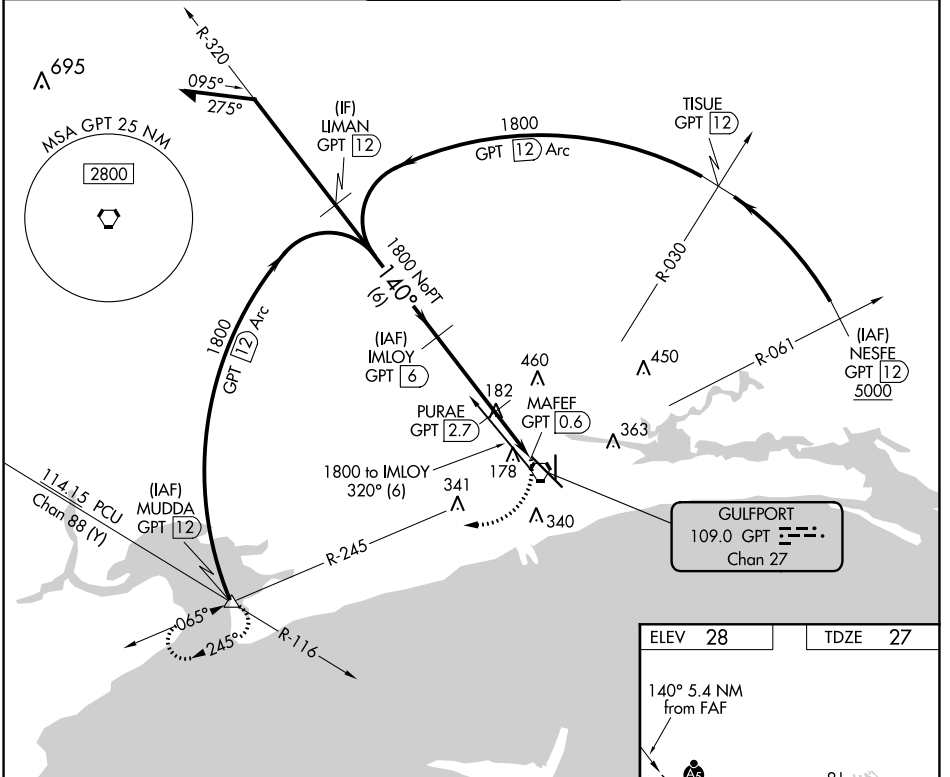 R-320
695
095°
275°
(IF)
LIMAN
GPT 12
TISUE
GPT 12
1800
GPT 12 Arc
MSA GPT 25 NM
2800
1800 NoPT
140°
(6)
R-030
1800
GPT 12 Arc
(IAF)
IMLOY
GPT 6
R-061
(IAF)
NESFE
GPT 12
5000
460
450
182
MAFEF
GPT 0.6
PURAE
GPT 2.7
363
1800 to IMLOY
320° (6)
178
341
340
114.15 PCU
Chan 88 (Y)
(IAF)
MUDDA
GPT 12
R-245
GULFPORT
109.0 GPT
Chan 27
065°
245°
R-116
ELEV 28
TDZE 27
140° 5.4 NM
from FAF
A5